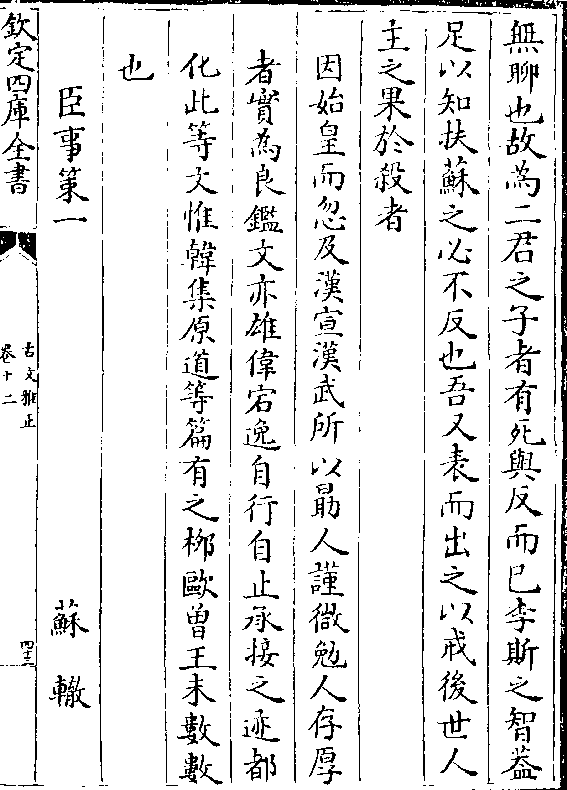 無聊也故為二君之子者有死與反而已李斯之智葢
足以知扶蘇之必不反也吾又表而出之以戒後世人
主之果於殺者
因始皇而忽及漢宣漢武所以勗人謹微勉人存厚
者實為良鑑文亦雄偉宕逸自行自止承接之迹都
化此等文惟韓集原道等篇有之柳歐曾王未數數
也
臣事第一 蘇轍
欽定四庫全書
古文雅正
卷十二
四十三